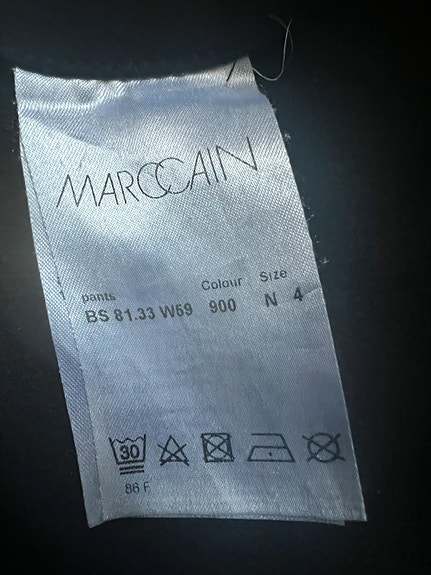 MARCCAIN
pants Colour Size
BS 81.33 W69 900 N 4
30
86 F